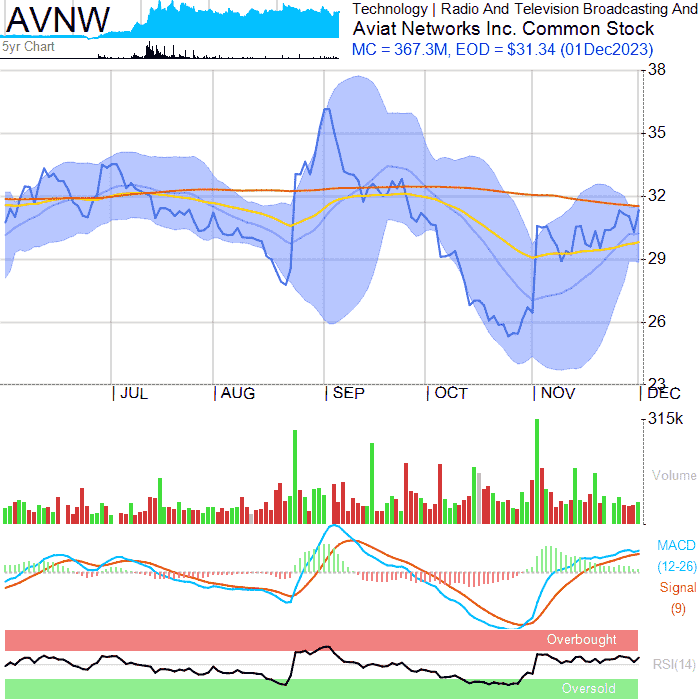 AVNW
5yr Chart
Technology | Radio And Television Broadcasting And
Aviat Networks Inc. Common Stock
MC = 367.3M, EOD = $31.34 (01Dec2023)
38
35
32
29
26
23
JUL
AUG
SEP
OCT
NOV
DEC
315k
Volume
MACD
(12-26)
Signal
(9)
Overbought
RSI(14)
Oversold